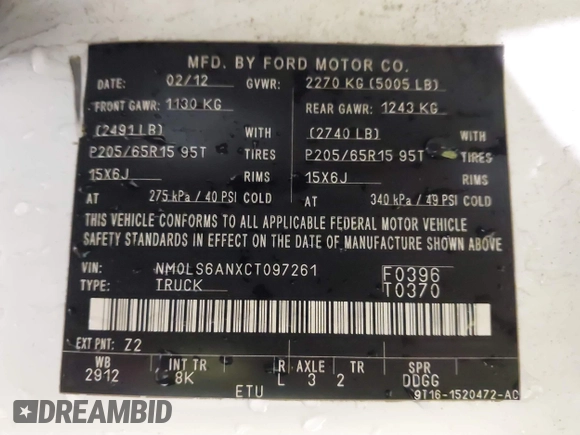 MFD. BY FORD MOTOR CO.
DATE: 02/12 GVWR: 2270 KG (5005 LB)
FRONT GAWR: 1130 KG REAR GAWR: 1243 KG
(2491 LB) WITH (2740 LB) WITH
P205/65R15 95T TIRES P205/65R15 95T TIRES
15X6J RIMS 15X6J RIMS
AT 275 kPa / 40 PSI COLD AT 340 kPa / 49 PSI COLD
THIS VEHICLE CONFORMS TO ALL APPLICABLE FEDERAL MOTOR VEHICLE
SAFETY STANDARDS IN EFFECT ON THE DATE OF MANUFACTURE SHOWN ABOVE
VIN: NM0LS6ANXCT097261 F0396
TYPE: TRUCK T0370
EXT PNT: Z2
WB INT TR R AXLE TR SPR
2912 8K L 3 2 DDGG
ETU 9T16-1520472-AC
DREAMBID